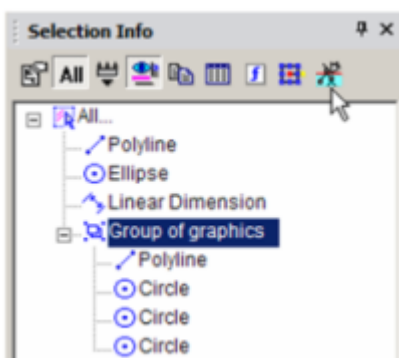 Selection Info
All
All...
Polyline
Ellipse
Linear Dimension
Group of graphics
Polyline
Circle
Circle
Circle